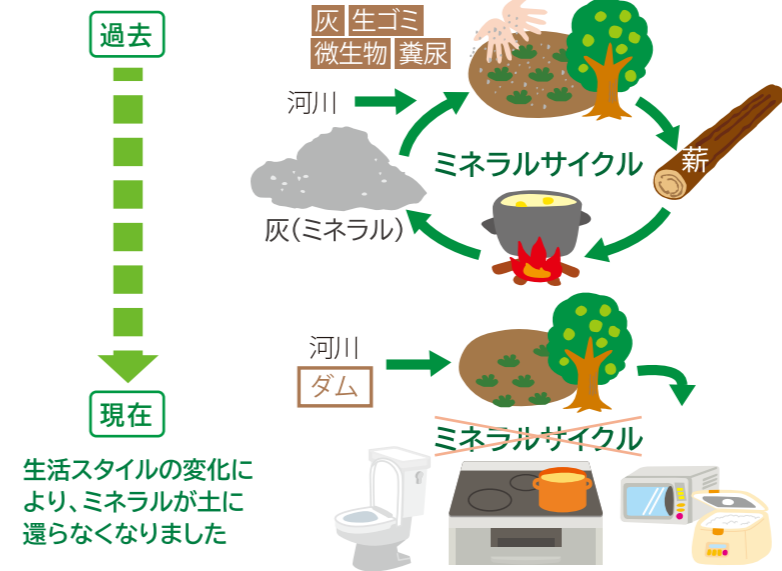 過去
灰 生ゴミ
微生物 糞尿
河川
ミネラルサイクル
薪
灰(ミネラル)
河川
ダム
現在
ミネラルサイクル
生活スタイルの変化に
より、ミネラルが土に
還らなくなりました